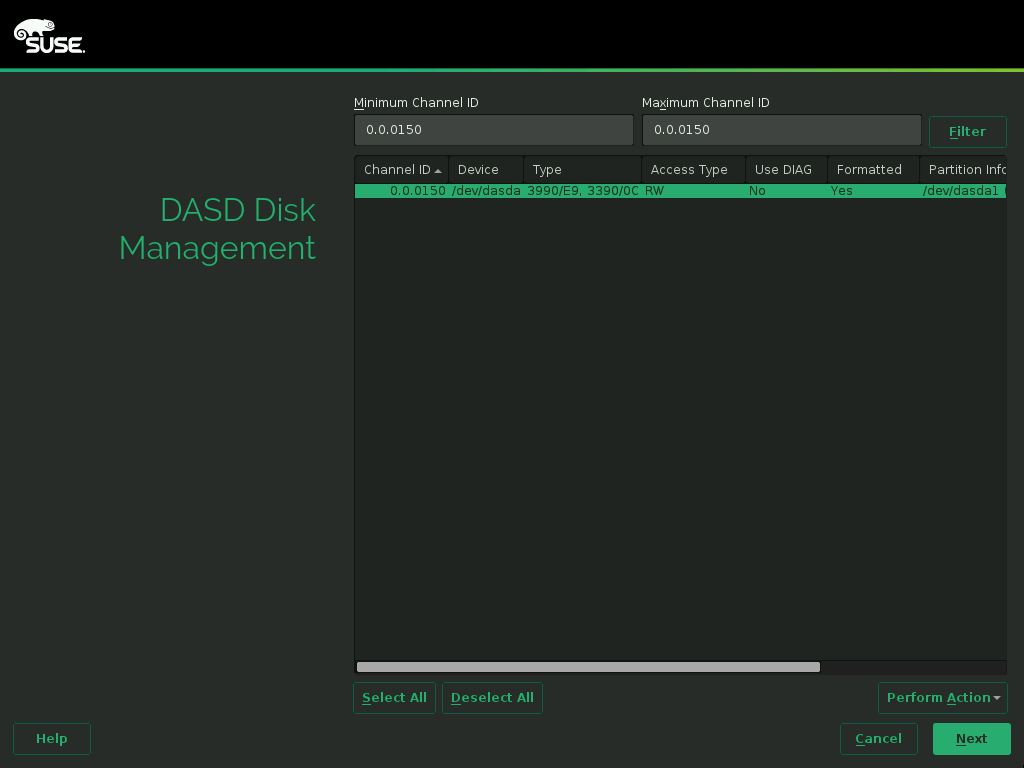 SUSE.
Minimum Channel ID Maximum Channel ID
0.0.0150 0.0.0150 Filter
Channel ID Device Type Access Type Use DIAG Formatted Partition Info
0.0.0150 /dev/dasda 3990/E9, 3390/0C RW No Yes /dev/dasda1
DASD Disk
Management
Select All Deselect All Perform Action
Help Cancel Next